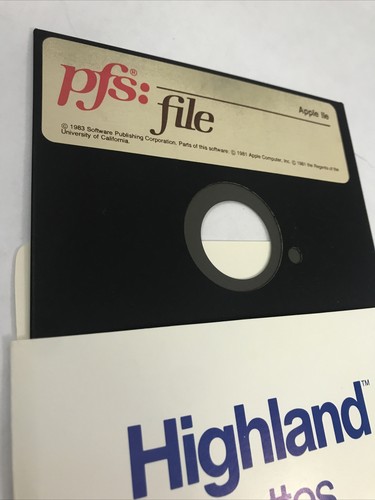 pfs:®
file
Apple IIe
© 1983 Software Publishing Corporation. Parts of this software: © 1981 Apple Computer, Inc. © 1981 the Regents of the
University of California.
Highland™